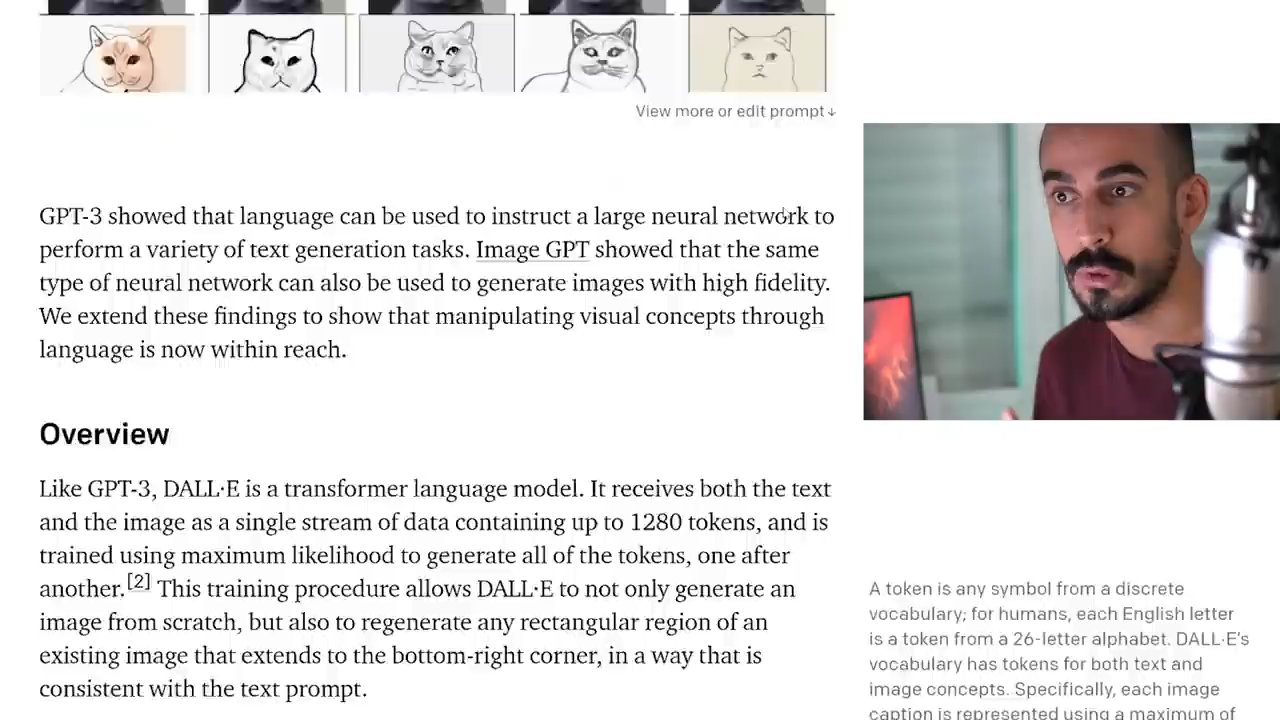 View more or edit prompt↓
GPT-3 showed that language can be used to instruct a large neural network to
perform a variety of text generation tasks. Image GPT showed that the same
type of neural network can also be used to generate images with high fidelity.
We extend these findings to show that manipulating visual concepts through
language is now within reach.
Overview
Like GPT-3, DALL·E is a transformer language model. It receives both the text
and the image as a single stream of data containing up to 1280 tokens, and is
trained using maximum likelihood to generate all of the tokens, one after
another.[2] This training procedure allows DALL·E to not only generate an
image from scratch, but also to regenerate any rectangular region of an
existing image that extends to the bottom-right corner, in a way that is
consistent with the text prompt.
A token is any symbol from a discrete
vocabulary; for humans, each English letter
is a token from a 26-letter alphabet. DALL·E's
vocabulary has tokens for both text and
image concepts. Specifically, each image
caption is represented using a maximum of